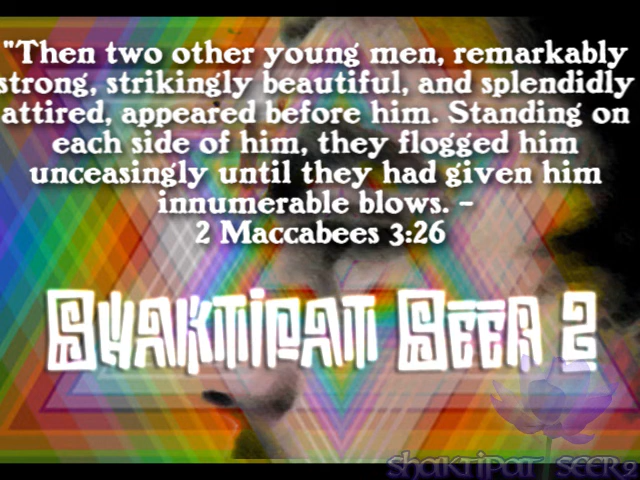 "Then two other young men, remarkably
strong, strikingly beautiful, and splendidly
attired, appeared before him. Standing on
each side of him, they flogged him
unceasingly until they had given him
innumerable blows. –
2 Maccabees 3:26
Shaktipat Seer 2
Shaktipat Seer2